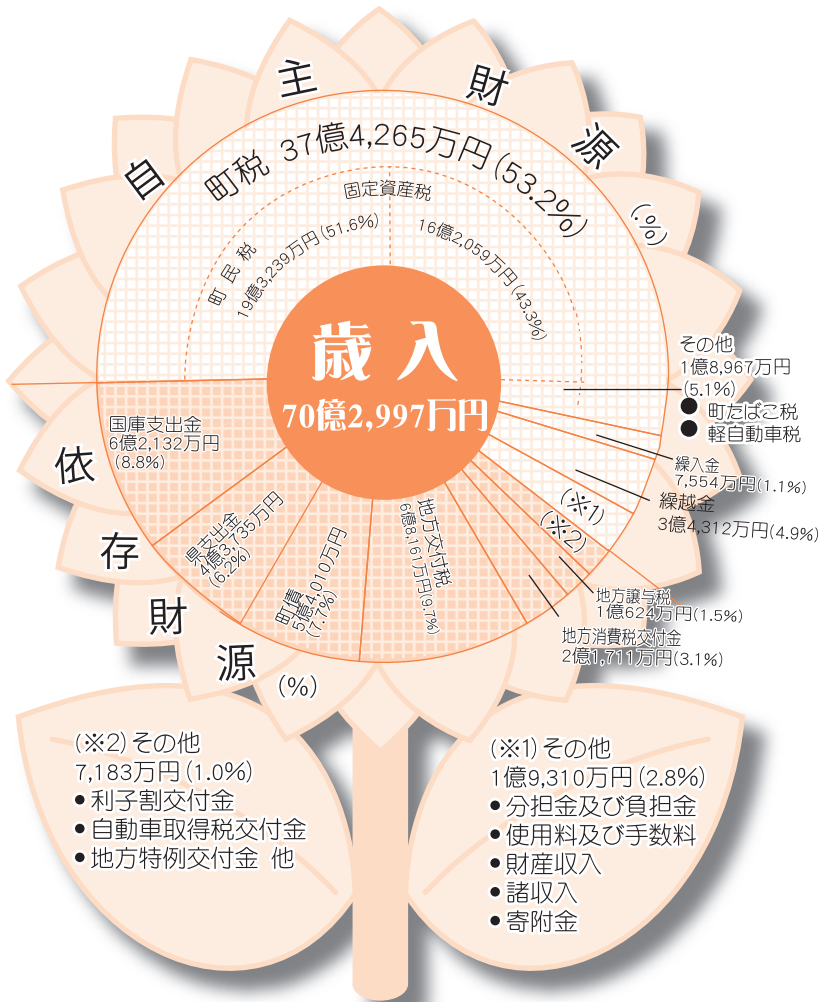 自主財源(.%)
町税 37億4,265万円(53.2%)
固定資産税
16億2,059万円(43.3%)
町民税
19億3,239万円(51.6%)
歳入
70億2,997万円
その他
1億8,967万円
(5.1%)
● 町たばこ税
● 軽自動車税
繰入金
7,554万円(1.1%)
繰越金
3億4,312万円(4.9%)
(※1)
(※2)
地方譲与税
1億624万円(1.5%)
地方消費税交付金
2億1,711万円(3.1%)
地方交付税
6億8,161万円(9.7%)
町債
5億4,010万円
(7.7%)
県支出金
4億3,735万円
(6.2%)
国庫支出金
6億2,132万円
(8.8%)
依存財源(%)
(※2)その他
7,183万円(1.0%)
•利子割交付金
•自動車取得税交付金
•地方特例交付金 他
(※1)その他
1億9,310万円(2.8%)
•分担金及び負担金
•使用料及び手数料
•財産収入
•諸収入
•寄附金